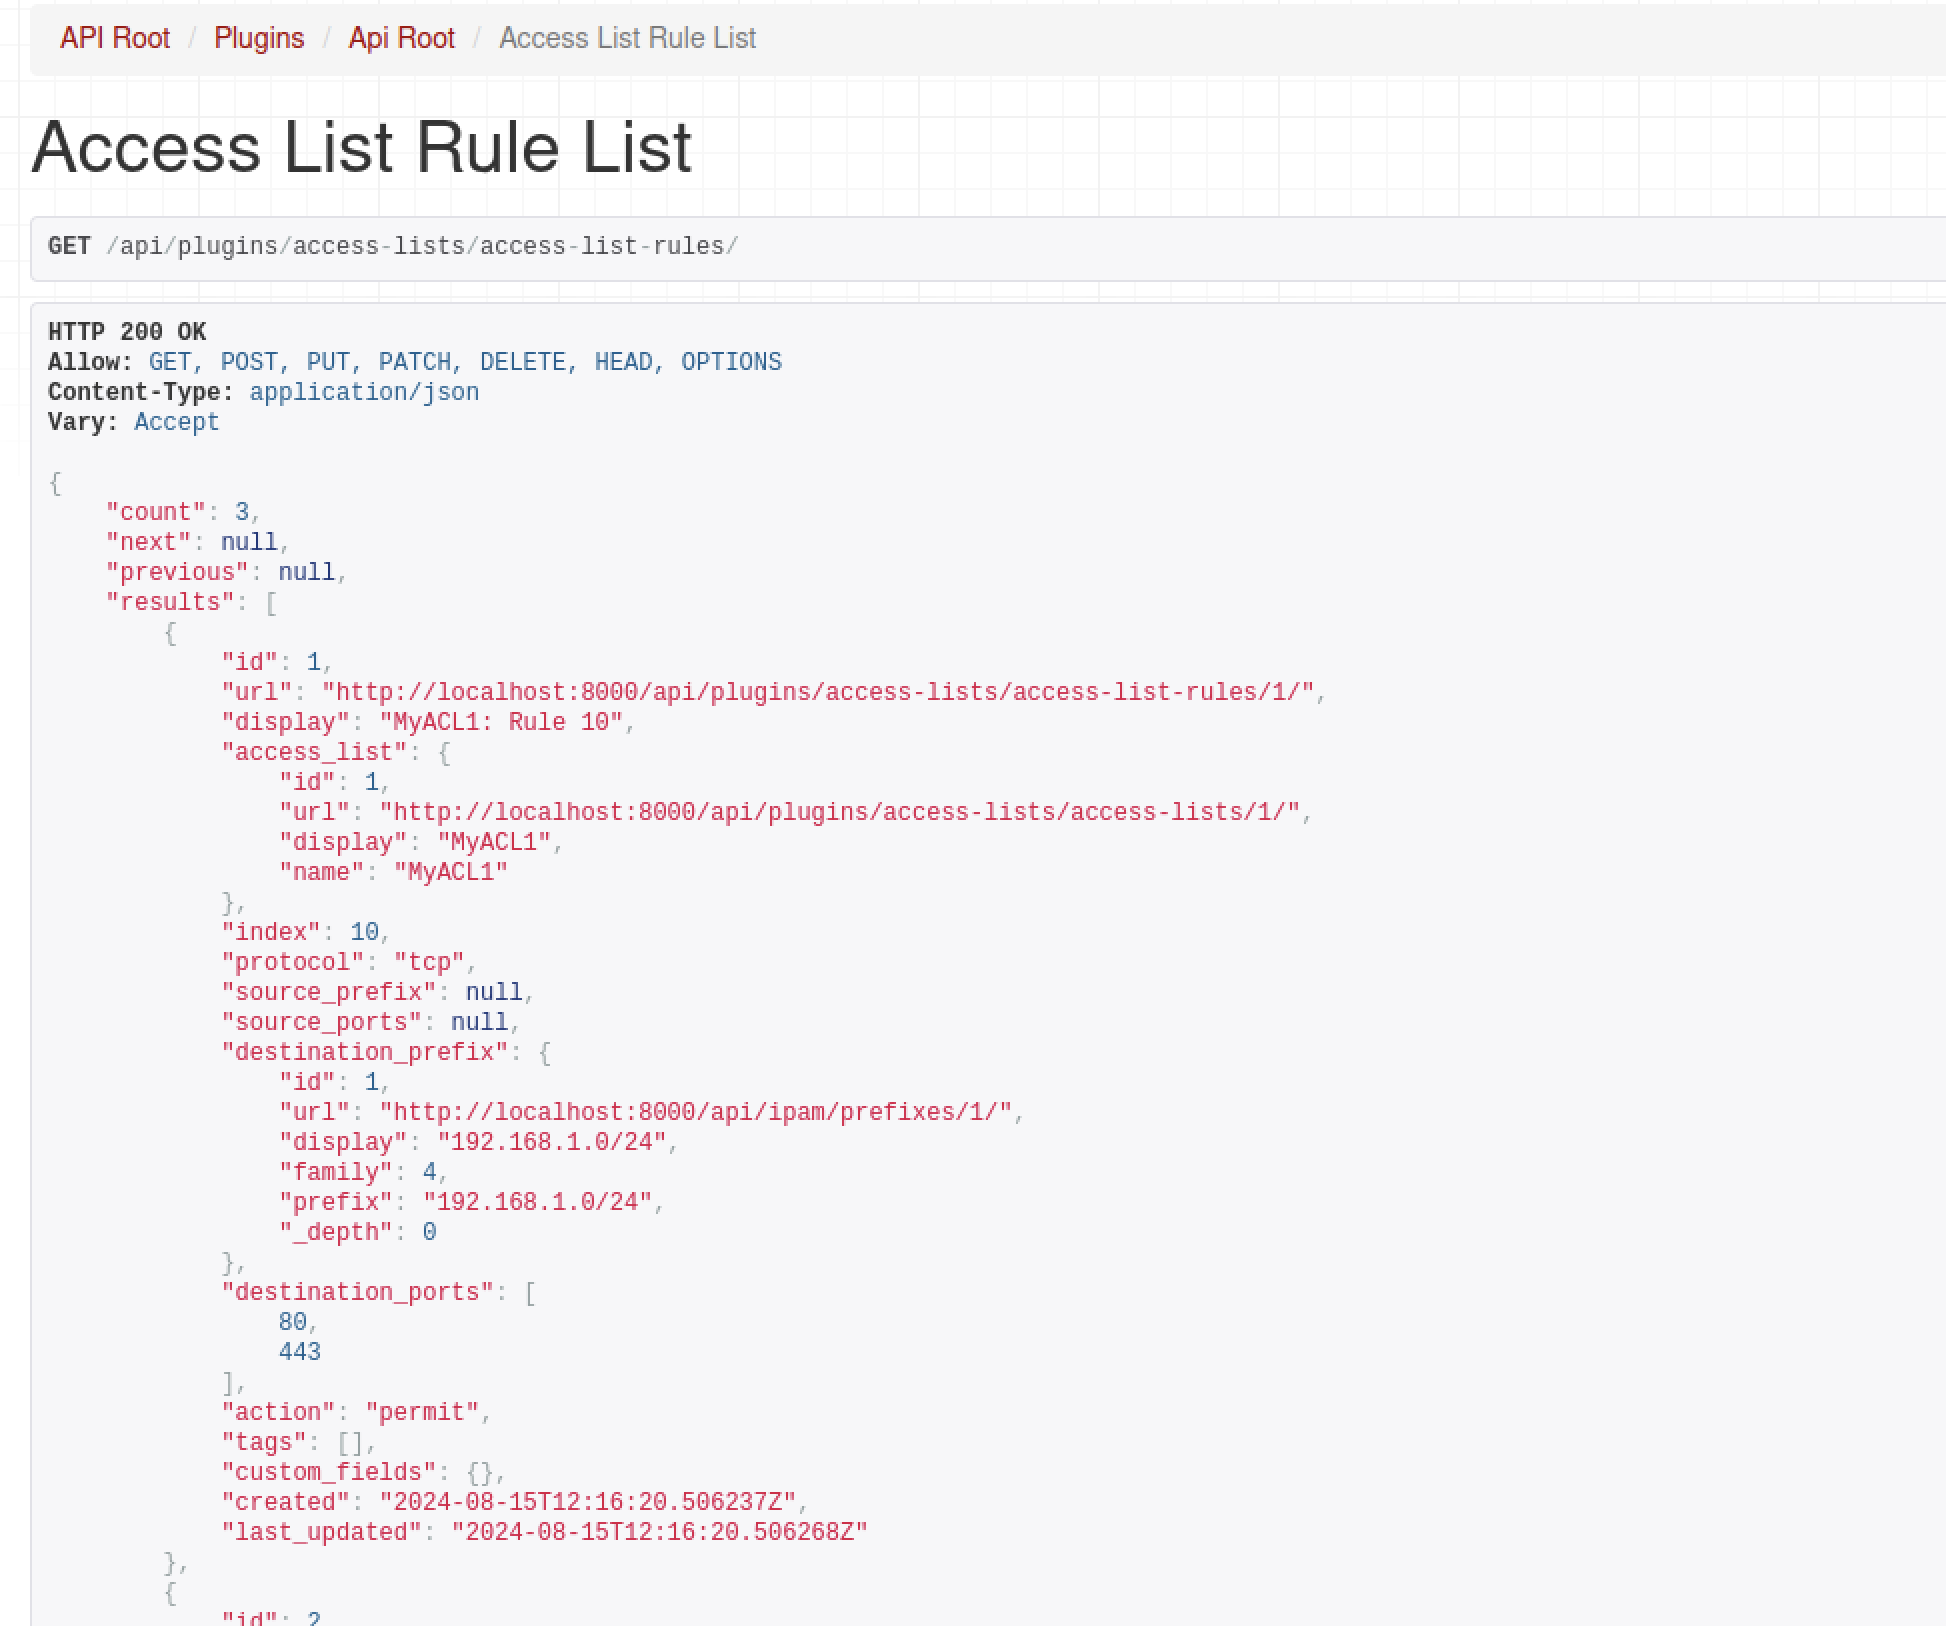 API Root / Plugins / Api Root / Access List Rule List
Access List Rule List
GET /api/plugins/access-lists/access-list-rules/
HTTP 200 OK
Allow: GET, POST, PUT, PATCH, DELETE, HEAD, OPTIONS
Content-Type: application/json
Vary: Accept
{
    "count": 3,
    "next": null,
    "previous": null,
    "results": [
        {
            "id": 1,
            "url": "http://localhost:8000/api/plugins/access-lists/access-list-rules/1/",
            "display": "MyACL1: Rule 10",
            "access_list": {
                "id": 1,
                "url": "http://localhost:8000/api/plugins/access-lists/access-lists/1/",
                "display": "MyACL1",
                "name": "MyACL1"
            },
            "index": 10,
            "protocol": "tcp",
            "source_prefix": null,
            "source_ports": null,
            "destination_prefix": {
                "id": 1,
                "url": "http://localhost:8000/api/ipam/prefixes/1/",
                "display": "192.168.1.0/24",
                "family": 4,
                "prefix": "192.168.1.0/24",
                "_depth": 0
            },
            "destination_ports": [
                80,
                443
            ],
            "action": "permit",
            "tags": [],
            "custom_fields": {},
            "created": "2024-08-15T12:16:20.506237Z",
            "last_updated": "2024-08-15T12:16:20.506268Z"
        },
        {
            "id": 2